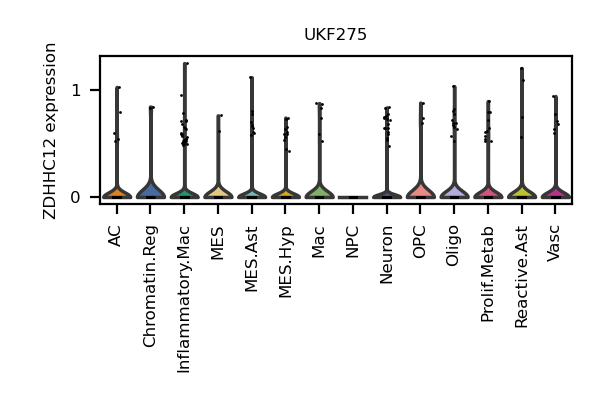 UKF275
ZDHHC12 expression
1
0
AC
Chromatin.Reg
Inflammatory.Mac
MES
MES.Ast
MES.Hyp
Mac
NPC
Neuron
OPC
Oligo
Prolif.Metab
Reactive.Ast
Vasc